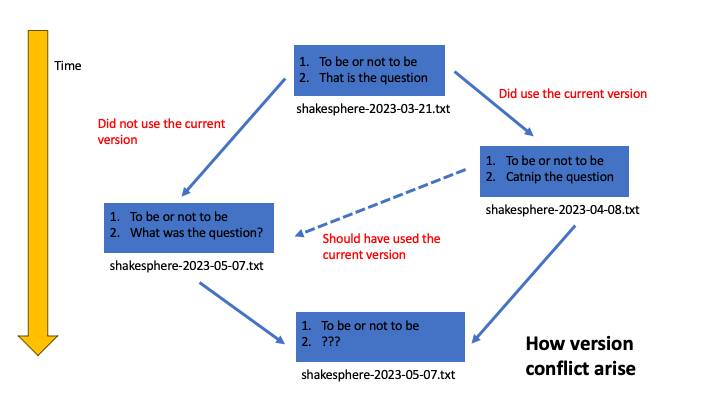 Time
1. To be or not to be
2. That is the question
shakesphere-2023-03-21.txt
Did use the current version
Did not use the current
version
1. To be or not to be
2. Catnip the question
shakesphere-2023-04-08.txt
1. To be or not to be
2. What was the question?
shakesphere-2023-05-07.txt
Should have used the
current version
1. To be or not to be
2. ???
shakesphere-2023-05-07.txt
How version
conflict arise